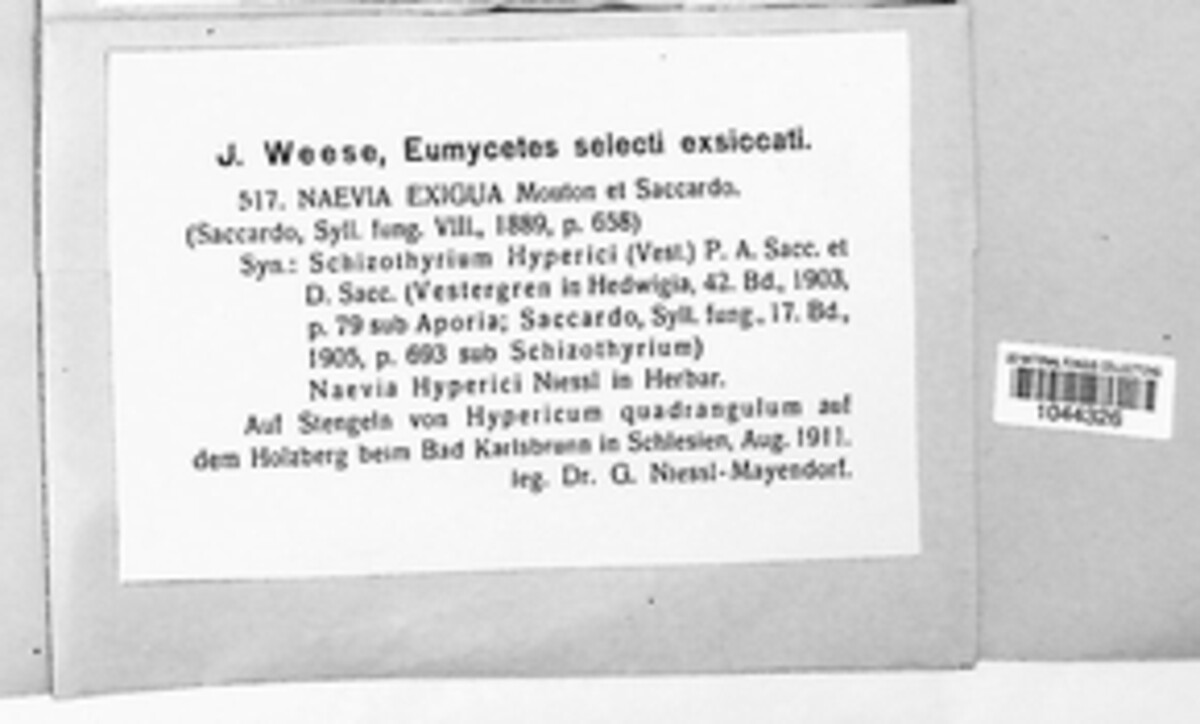 J. Weese, Eumycetes selecti exsiccati.
517. NAEVIA EXIGUA Mouton et Saccardo.
(Saccardo, Syll. fung. VIII., 1889, p. 658)
Syn.: Schizothyrium Hyperici (Vest.) P. A. Sacc. et
D. Sacc. (Vestergren in Hedwigia, 42. Bd., 1903,
p. 79 sub Aporia; Saccardo, Syll. fung., 17. Bd.,
1905, p. 693 sub Schizothyrium)
Naevia Hyperici Niessl in Herbar.
Auf Stengeln von Hypericum quadrangulum auf
dem Holzberg beim Bad Karlsbrunn in Schlesien, Aug. 1911.
leg. Dr. G. Niessl-Mayendorf.
FUNGUS COLLECTIONS
1044326